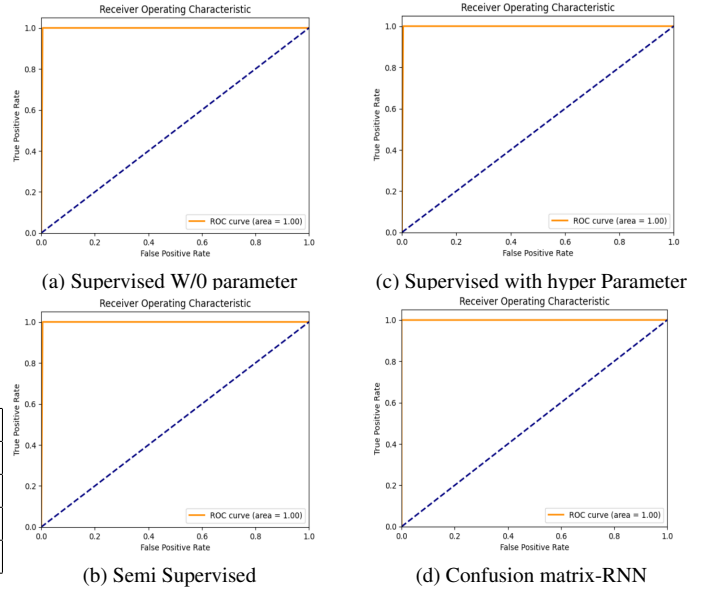 Receiver Operating Characteristic
1.0
0.8
0.6
0.4
0.2
0.0
True Positive Rate
ROC curve (area = 1.00)
0.0 0.2 0.4 0.6 0.8 1.0
False Positive Rate
(a) Supervised W/0 parameter
Receiver Operating Characteristic
1.0
0.8
0.6
0.4
0.2
0.0
True Positive Rate
ROC curve (area = 1.00)
0.0 0.2 0.4 0.6 0.8 1.0
False Positive Rate
(c) Supervised with hyper Parameter
Receiver Operating Characteristic
1.0
0.8
0.6
0.4
0.2
0.0
True Positive Rate
ROC curve (area = 1.00)
0.0 0.2 0.4 0.6 0.8 1.0
False Positive Rate
(b) Semi Supervised
Receiver Operating Characteristic
1.0
0.8
0.6
0.4
0.2
0.0
True Positive Rate
ROC curve (area = 1.00)
0.0 0.2 0.4 0.6 0.8 1.0
False Positive Rate
(d) Confusion matrix-RNN